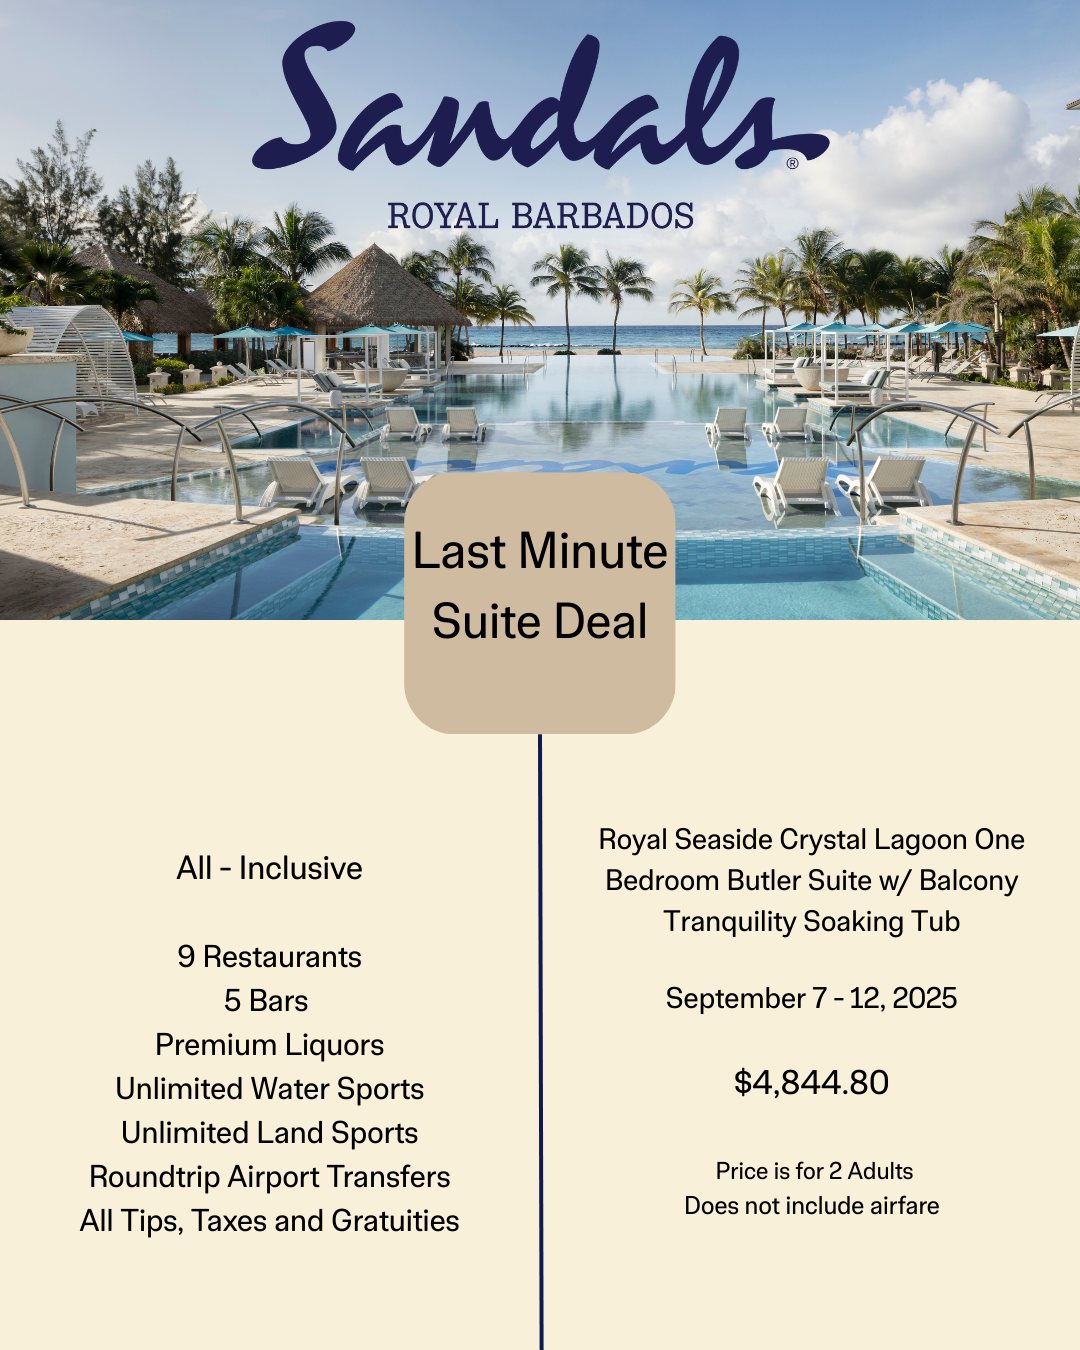 Sandals®
ROYAL BARBADOS
Last Minute
Suite Deal
All - Inclusive
9 Restaurants
5 Bars
Premium Liquors
Unlimited Water Sports
Unlimited Land Sports
Roundtrip Airport Transfers
All Tips, Taxes and Gratuities
Royal Seaside Crystal Lagoon One
Bedroom Butler Suite w/ Balcony
Tranquility Soaking Tub
September 7 - 12, 2025
$4,844.80
Price is for 2 Adults
Does not include airfare